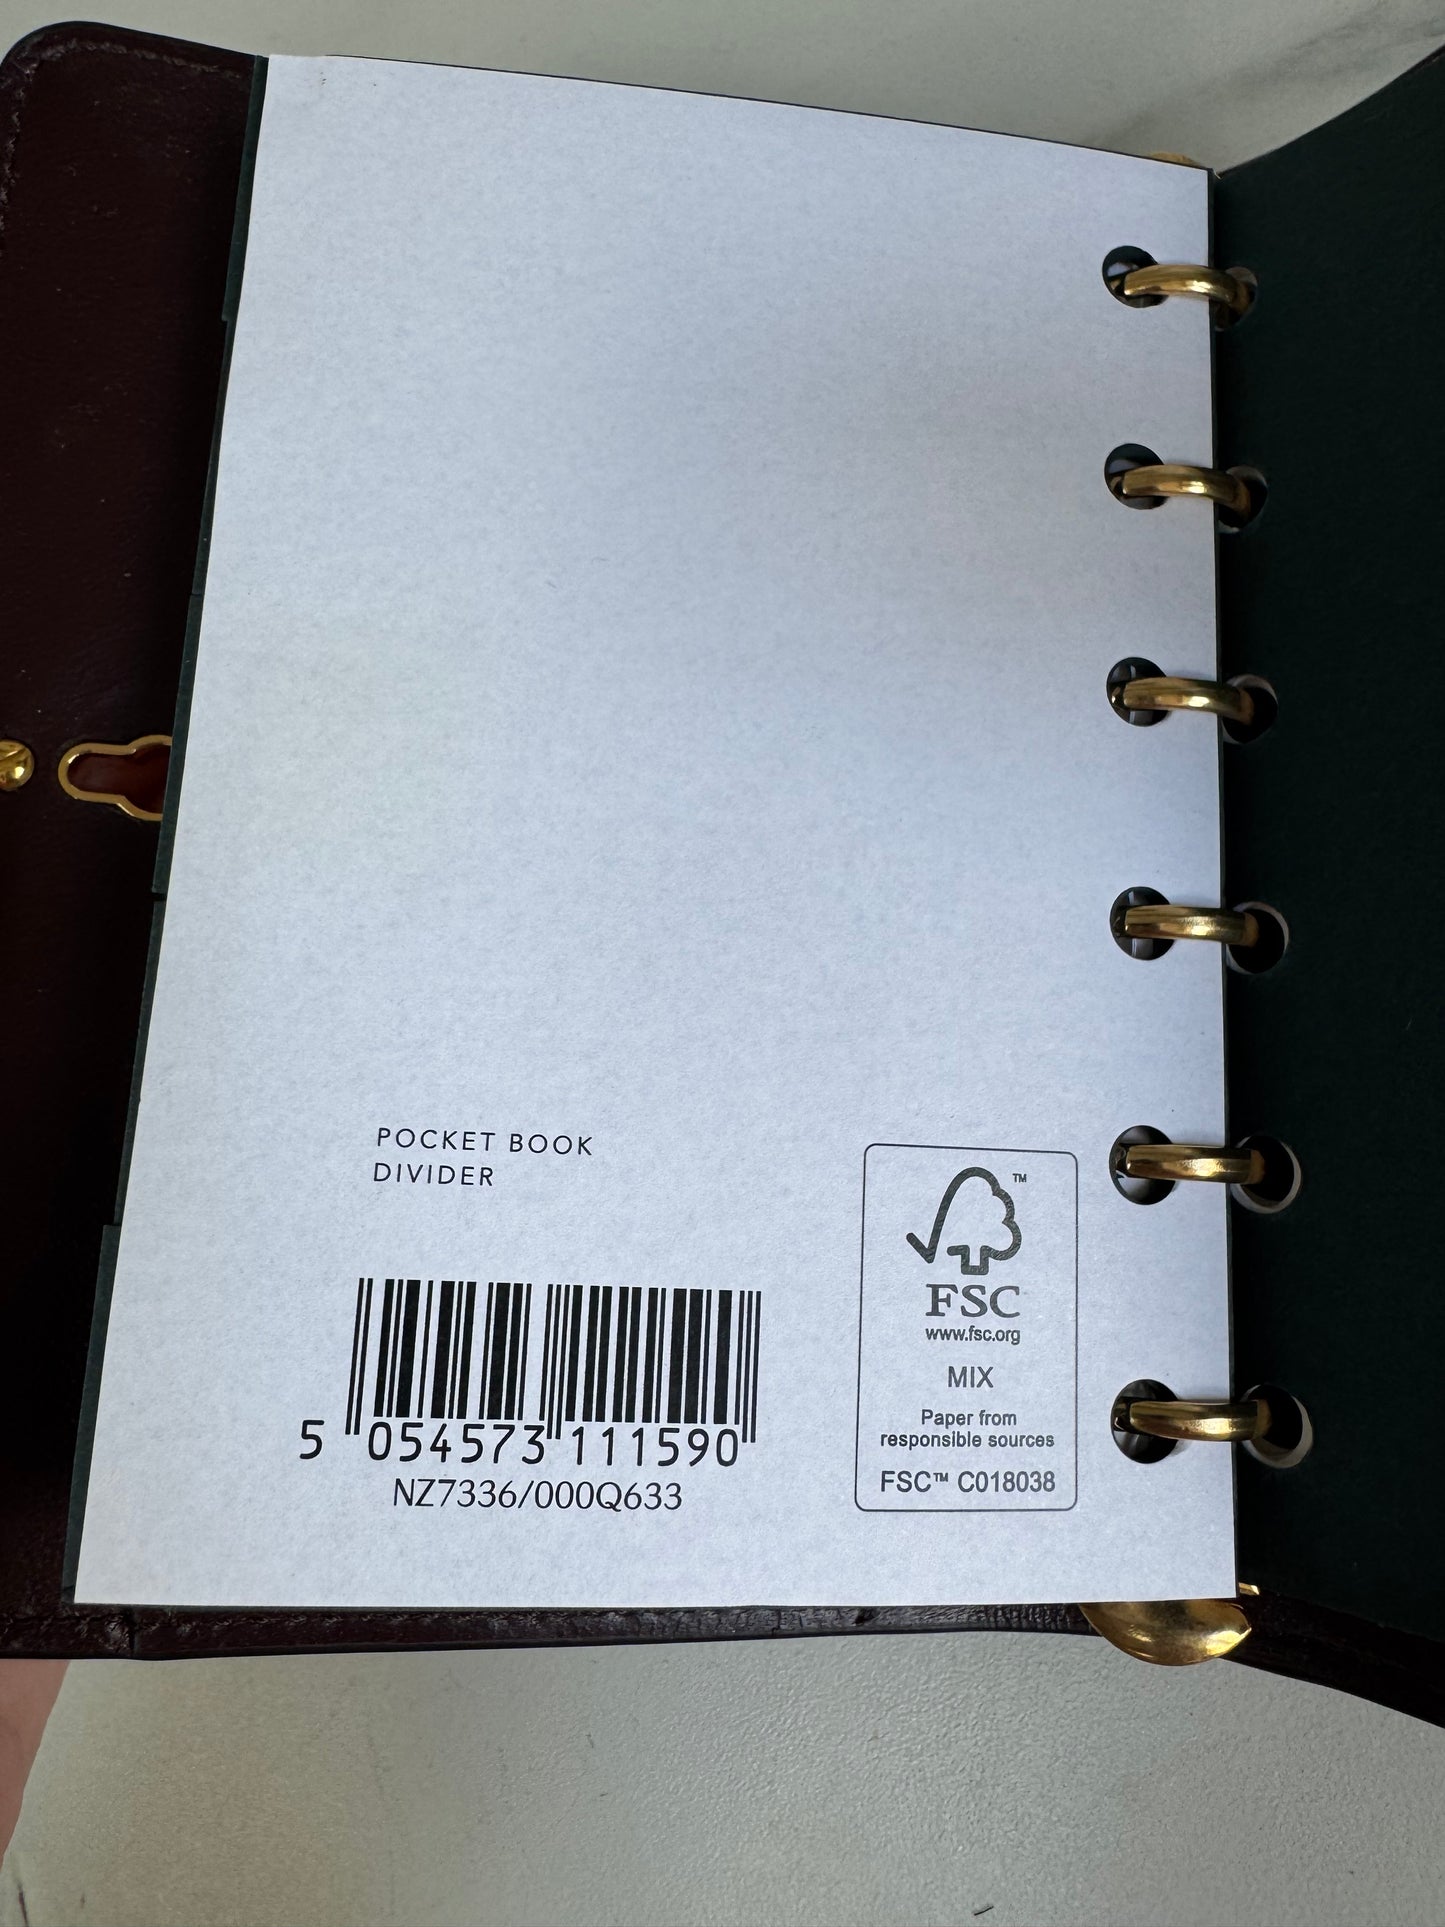 POCKET BOOK
DIVIDER
5 054573 111590
NZ7336/000Q633
TM
FSC
www.fsc.org
MIX
Paper from
responsible sources
FSC™ C018038